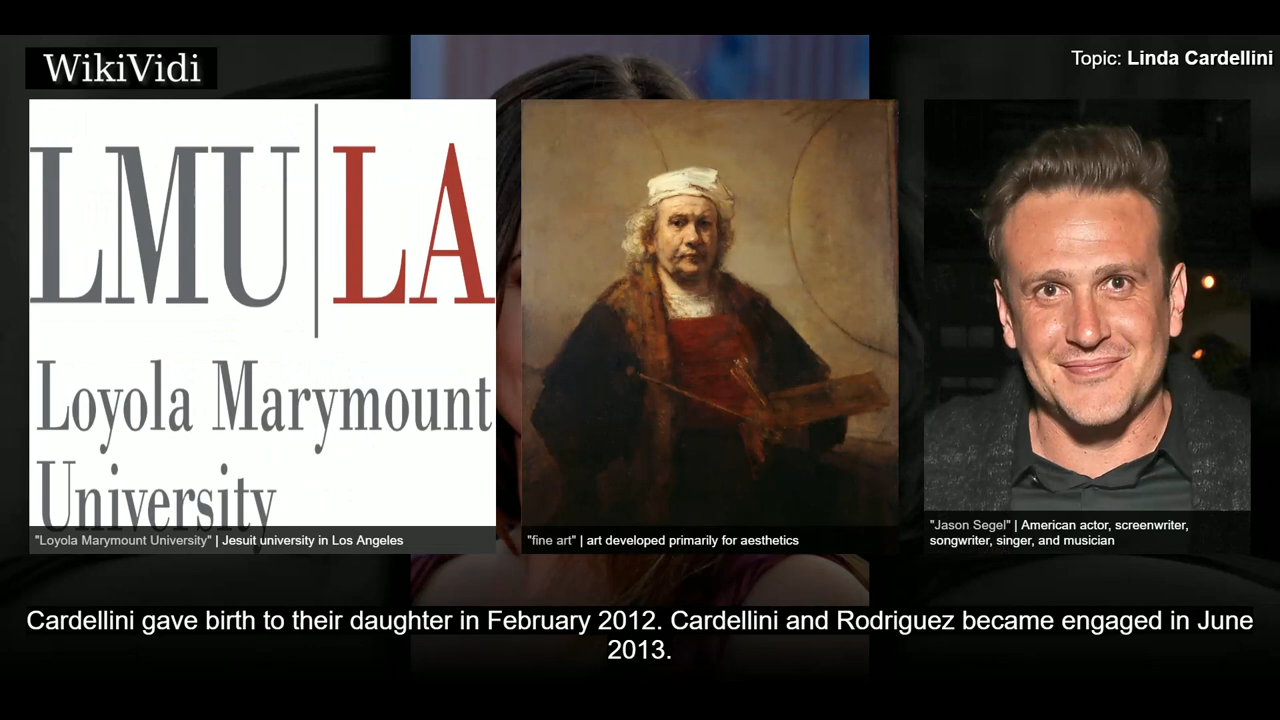 WikiVidi
Topic: Linda Cardellini
LMU|LA
Loyola Marymount
University
"Loyola Marymount University" | Jesuit university in Los Angeles
"fine art" | art developed primarily for aesthetics
"Jason Segel" | American actor, screenwriter,
songwriter, singer, and musician
Cardellini gave birth to their daughter in February 2012. Cardellini and Rodriguez became engaged in June
2013.